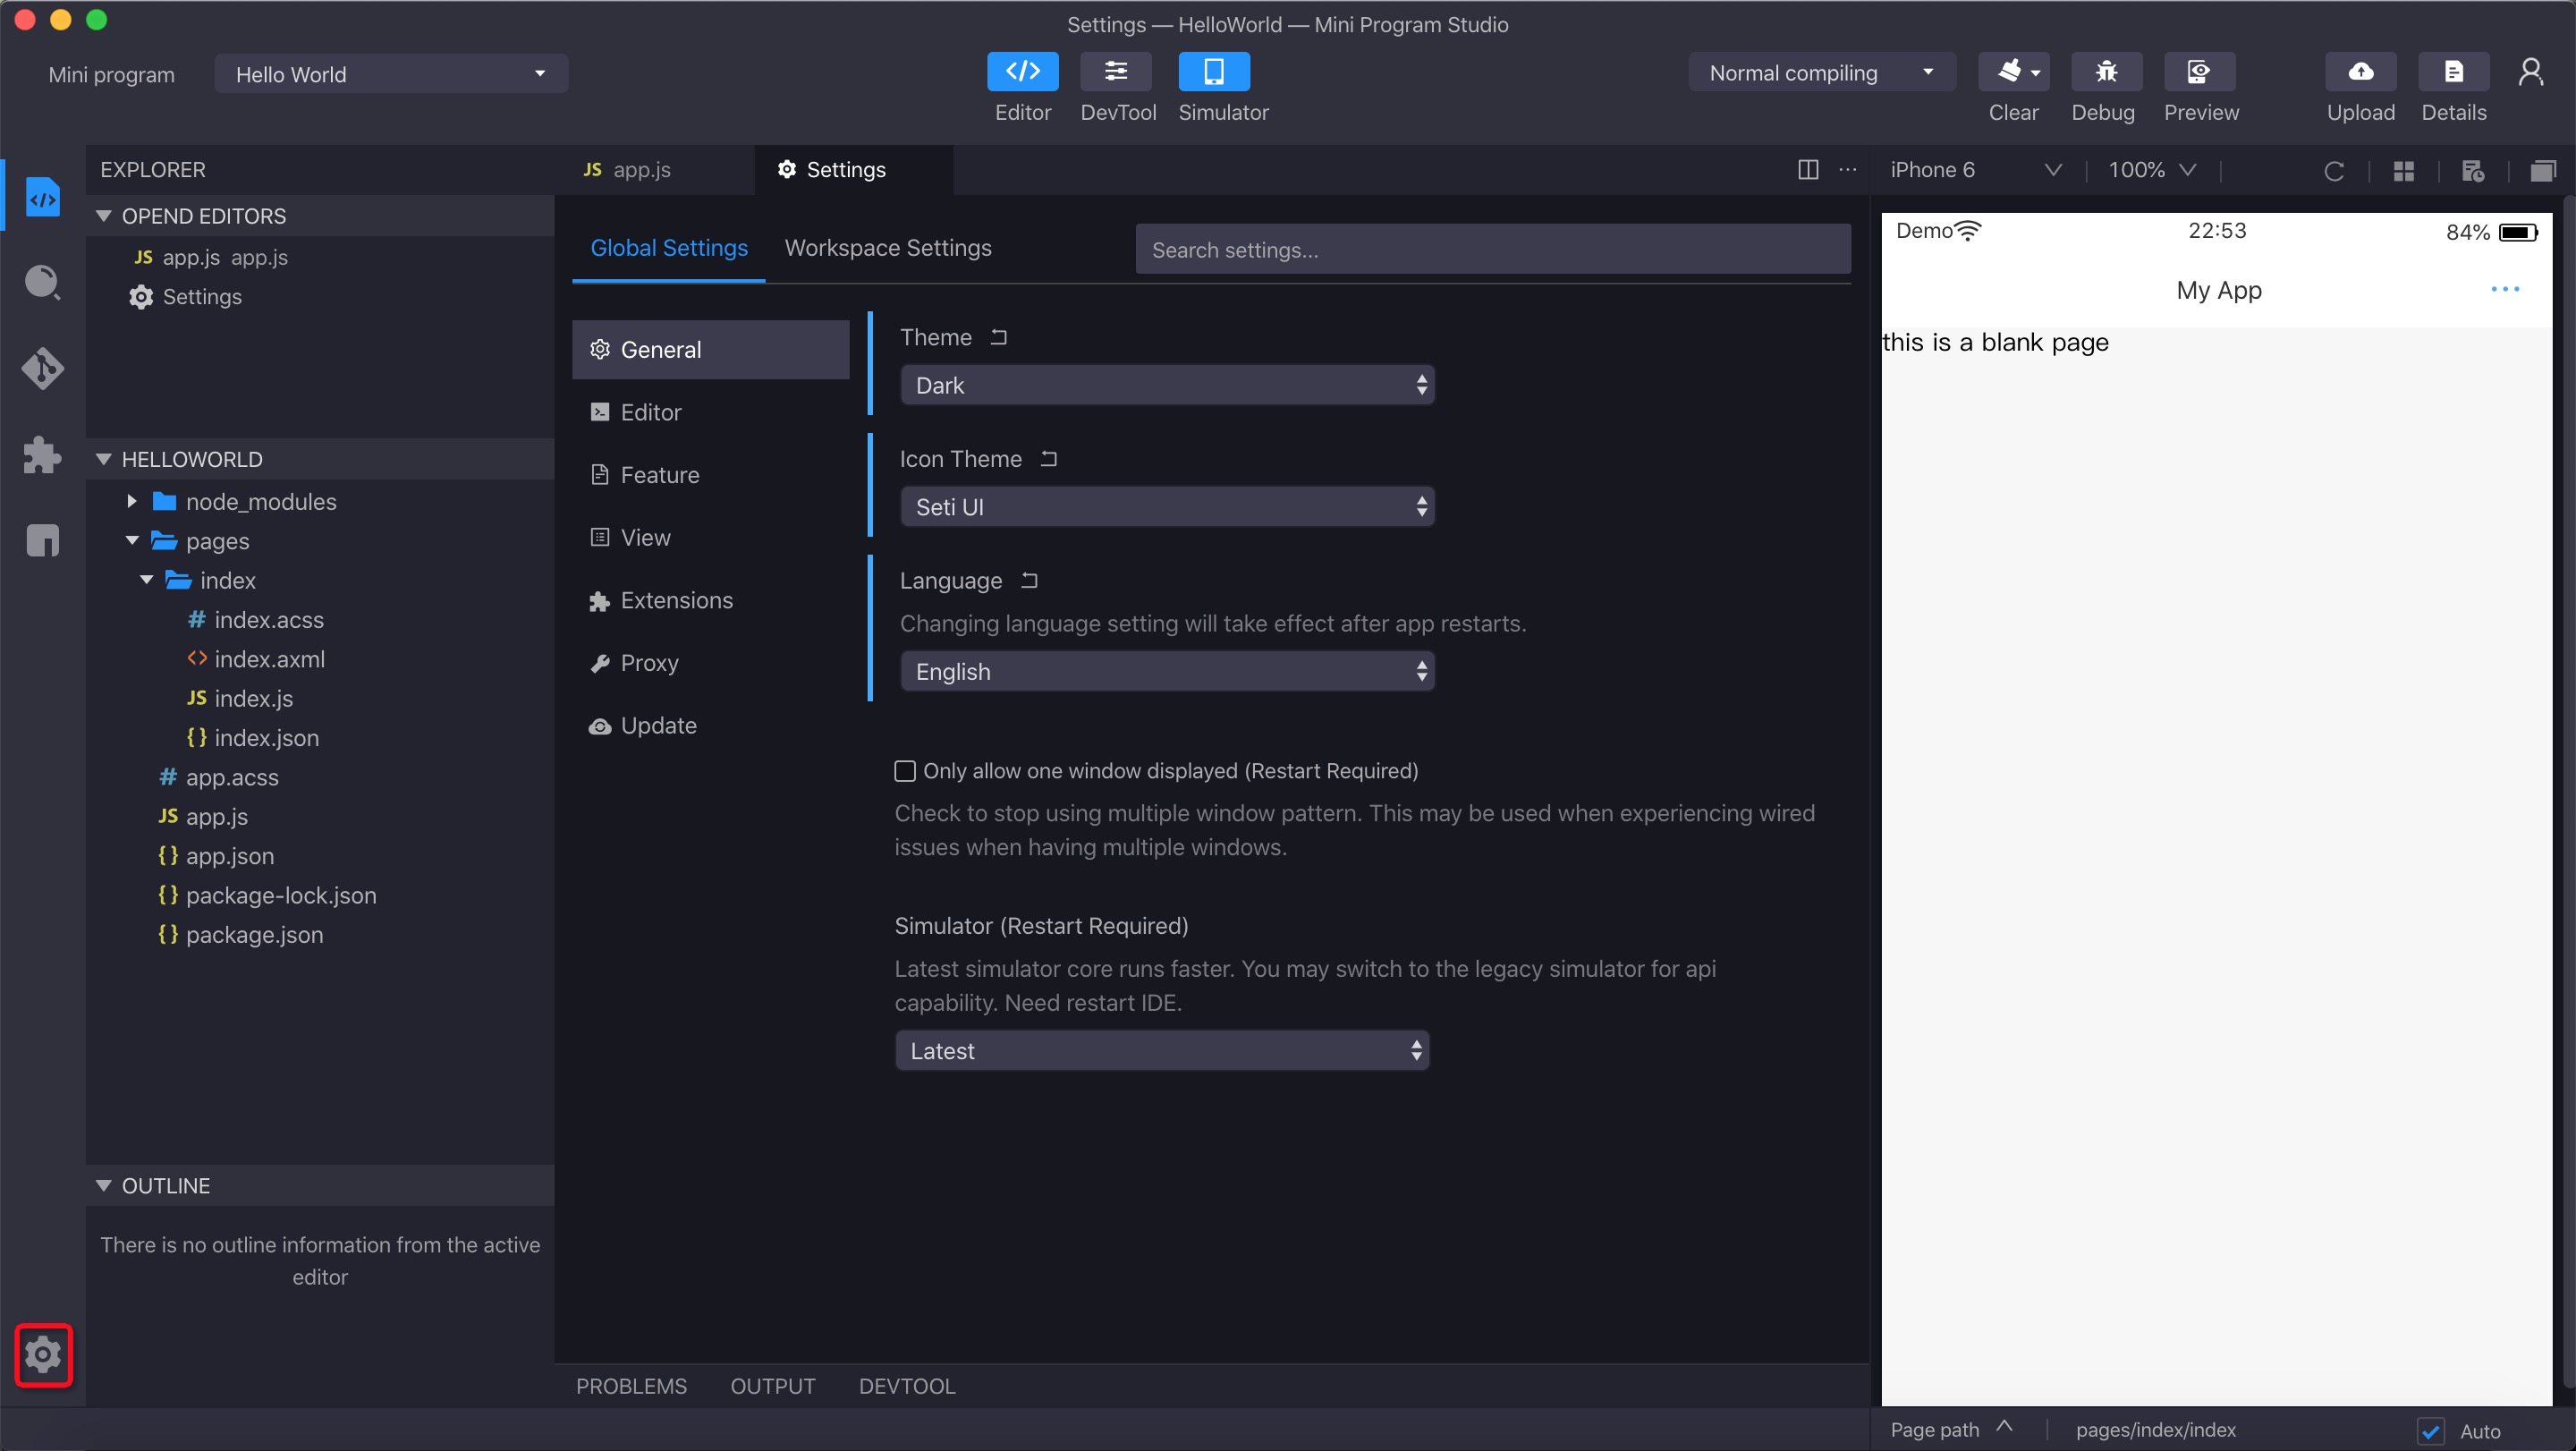 Settings — HelloWorld — Mini Program Studio
Mini program
Hello World
Editor
DevTool
Simulator
Normal compiling
Clear
Debug
Preview
Upload
Details
EXPLORER
OPEND EDITORS
JS app.js app.js
Settings
HELLOWORLD
node_modules
pages
index
# index.acss
<> index.axml
JS index.js
{} index.json
# app.acss
JS app.js
{} app.json
{} package-lock.json
{} package.json
OUTLINE
There is no outline information from the active
editor
JS app.js
Settings
Global Settings
Workspace Settings
Search settings...
General
Editor
Feature
View
Extensions
Proxy
Update
Theme
Dark
Icon Theme
Seti UI
Language
Changing language setting will take effect after app restarts.
English
Only allow one window displayed (Restart Required)
Check to stop using multiple window pattern. This may be used when experiencing wired
issues when having multiple windows.
Simulator (Restart Required)
Latest simulator core runs faster. You may switch to the legacy simulator for api
capability. Need restart IDE.
Latest
PROBLEMS
OUTPUT
DEVTOOL
iPhone 6
100%
Demo
22:53
84%
My App
this is a blank page
Page path
pages/index/index
Auto